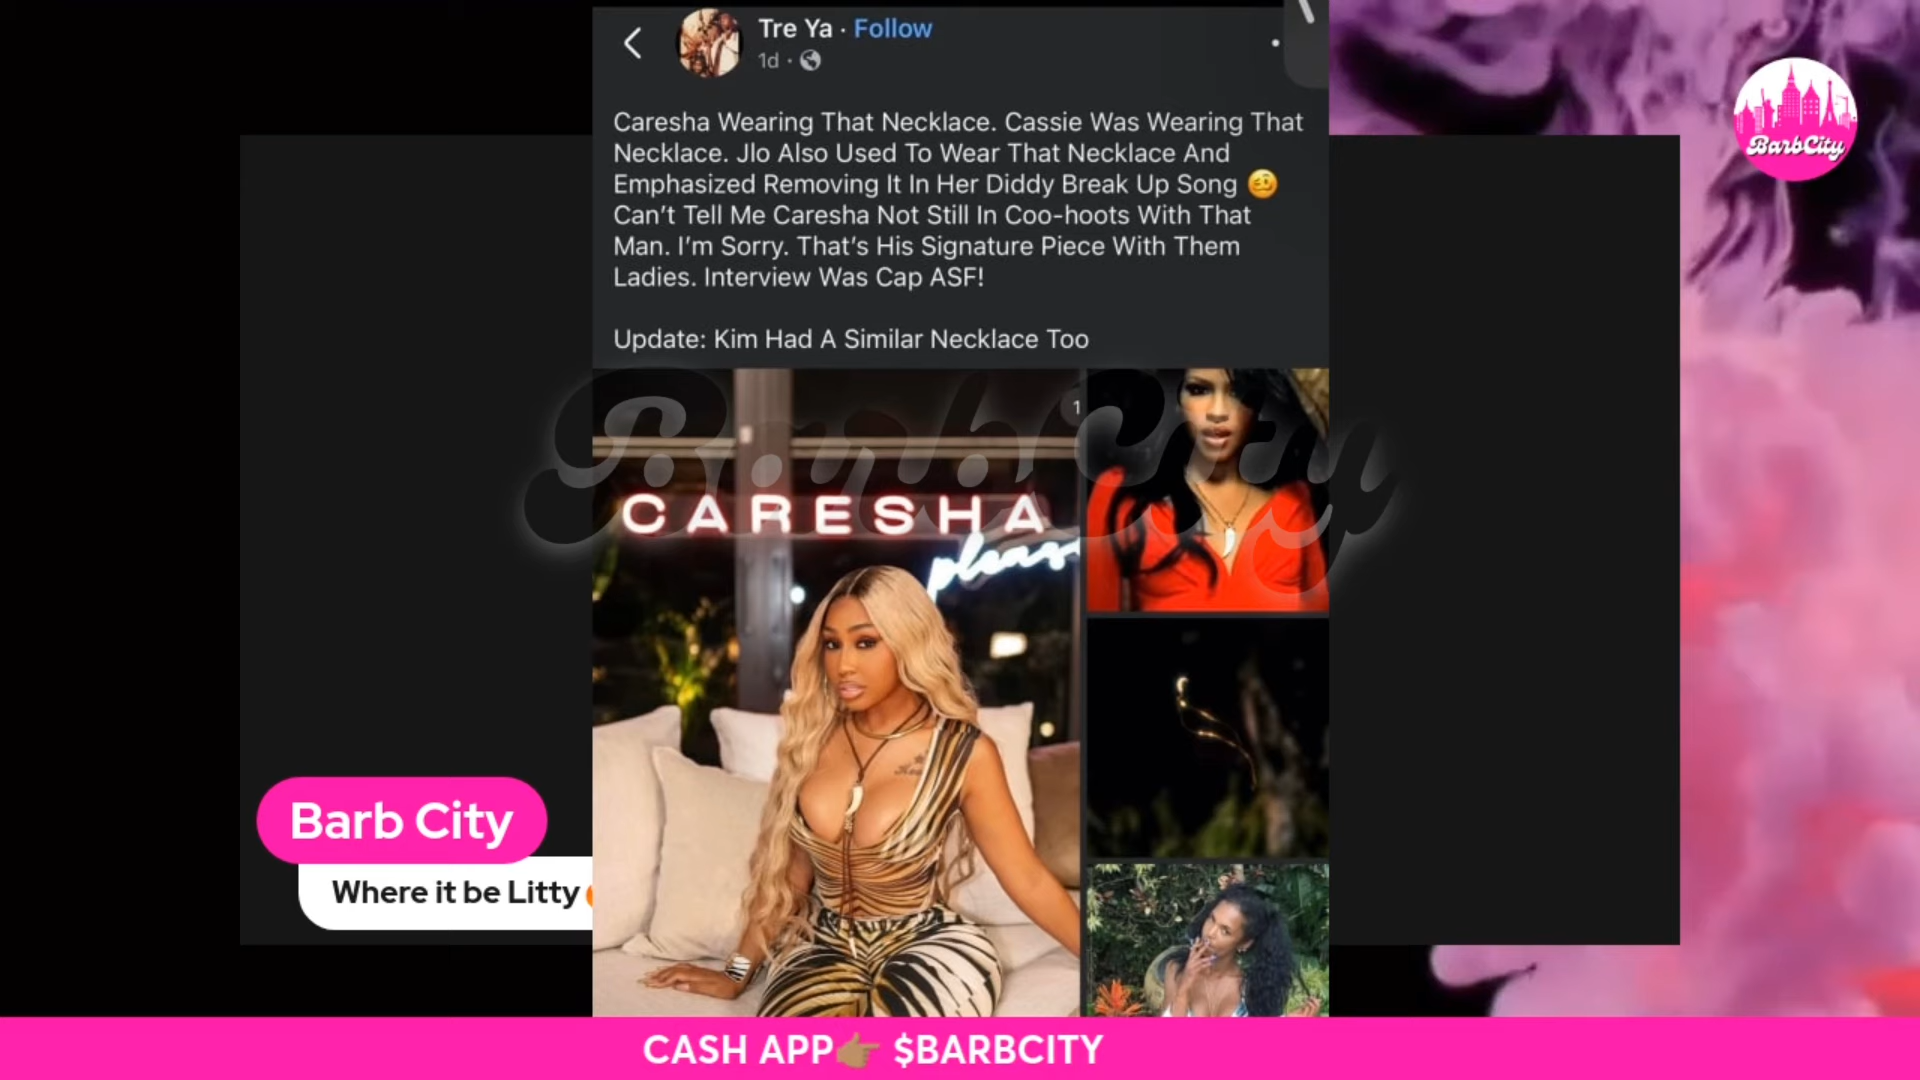 Tre Ya · Follow
1d ·
Caresha Wearing That Necklace. Cassie Was Wearing That
Necklace. Jlo Also Used To Wear That Necklace And
Emphasized Removing It In Her Diddy Break Up Song 🥴
Can’t Tell Me Caresha Not Still In Coo-hoots With That
Man. I’m Sorry. That’s His Signature Piece With Them
Ladies. Interview Was Cap ASF!
Update: Kim Had A Similar Necklace Too
BarbCity
BarbCity
1
CARESHA
please
Barb City
Where it be Litty
CASH APP👉🏽 $BARBCITY